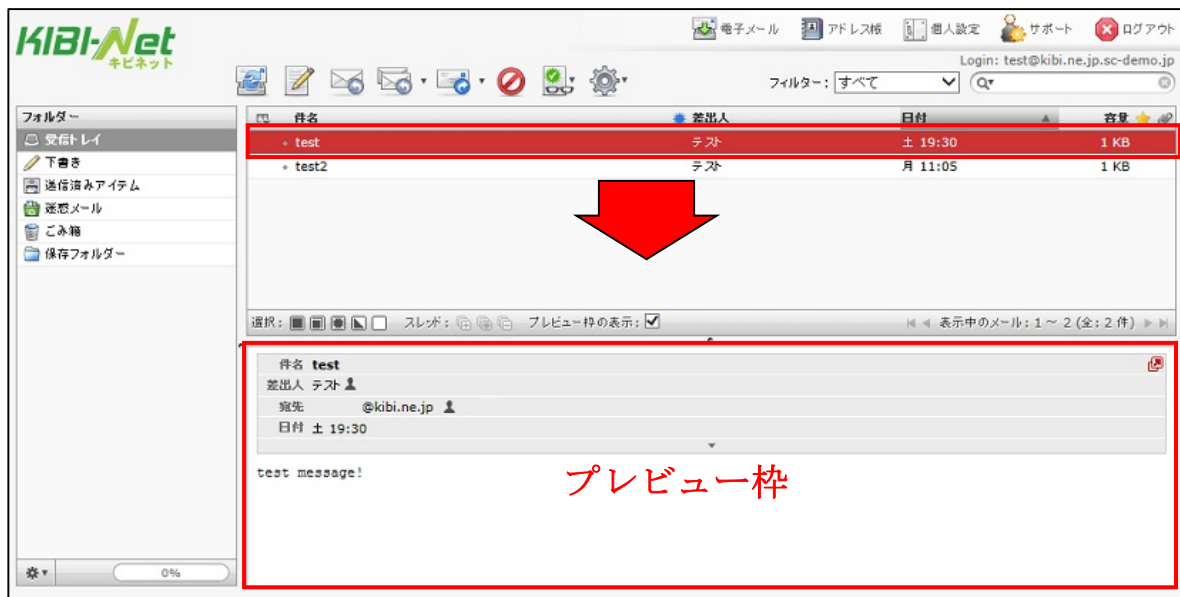 KIBI-Net
キビネット
電子メール アドレス帳 個人設定 サポート ログアウト
Login: test@kibi.ne.jp.sc-demo.jp
フィルター: すべて
フォルダー
受信トレイ
下書き
送信済みアイテム
迷惑メール
ごみ箱
保存フォルダー
件名 差出人 日付 容量
test テスト 土 19:30 1 KB
test2 テスト 月 11:05 1 KB
選択: スレッド: プレビュー枠の表示:
表示中のメール: 1 ~ 2 (全: 2 件)
件名 test
差出人 テスト
宛先 @kibi.ne.jp
日付 土 19:30
test message!
プレビュー枠
0%